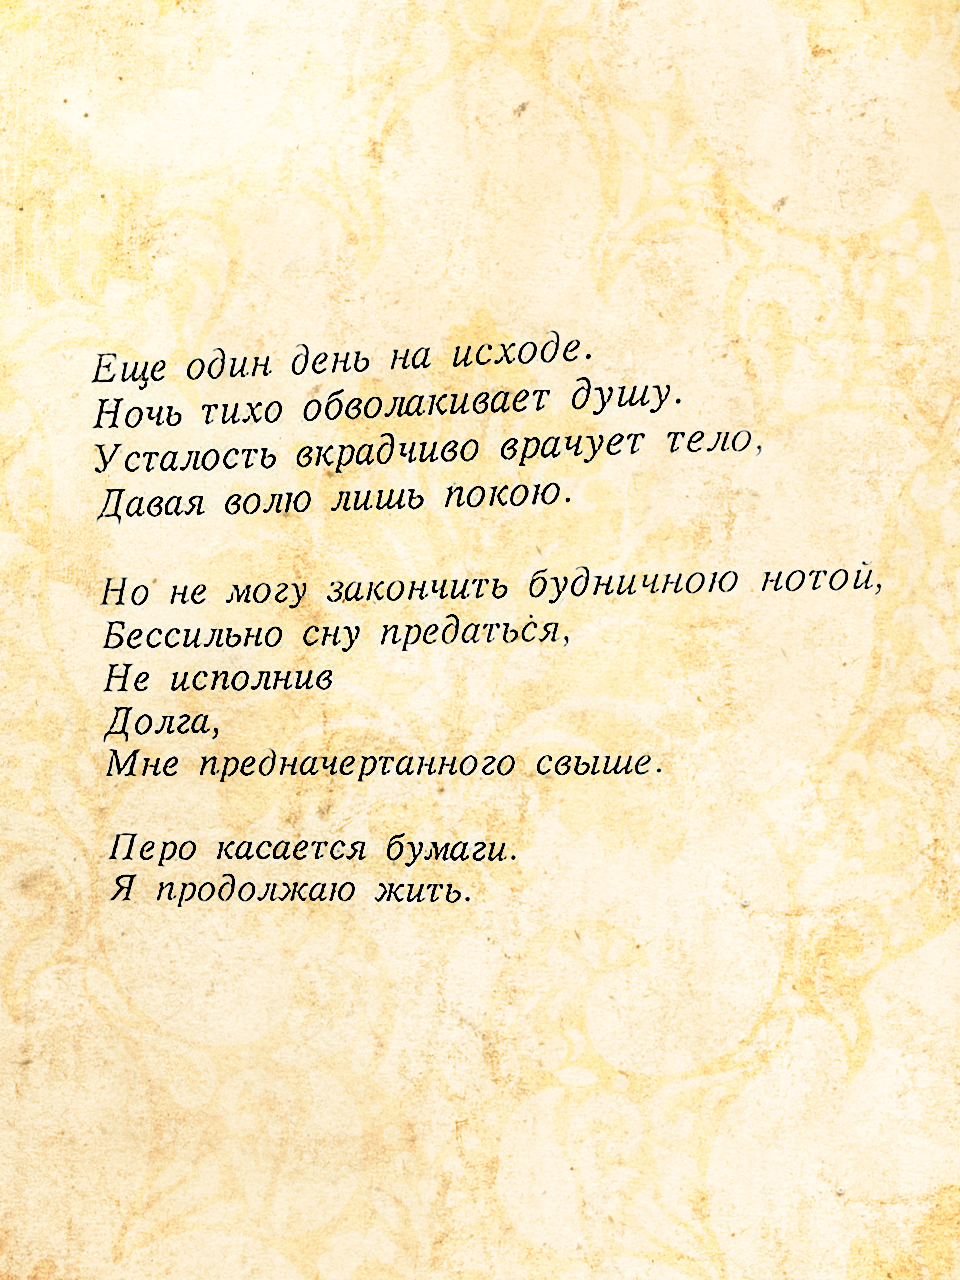 Еще один день на исходе.
Ночь тихо обволакивает душу.
Усталость вкрадчиво врачует тело,
Давая волю лишь покою.
Но не могу закончить будничною нотой,
Бессильно сну предаться,
Не исполнив
Долга,
Мне предначертанного свыше.
Перо касается бумаги.
Я продолжаю жить.